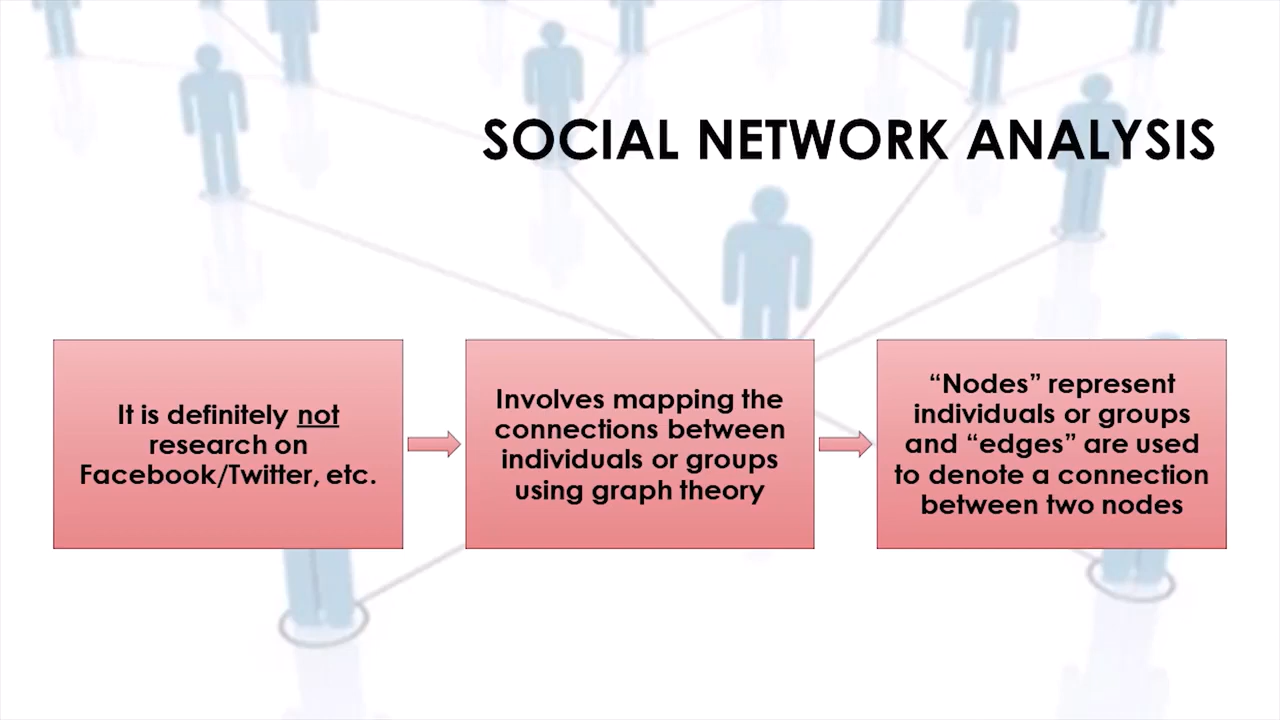 SOCIAL NETWORK ANALYSIS
It is definitely not
research on
Facebook/Twitter, etc.
Involves mapping the
connections between
individuals or groups
using graph theory
“Nodes” represent
individuals or groups
and “edges” are used
to denote a connection
between two nodes